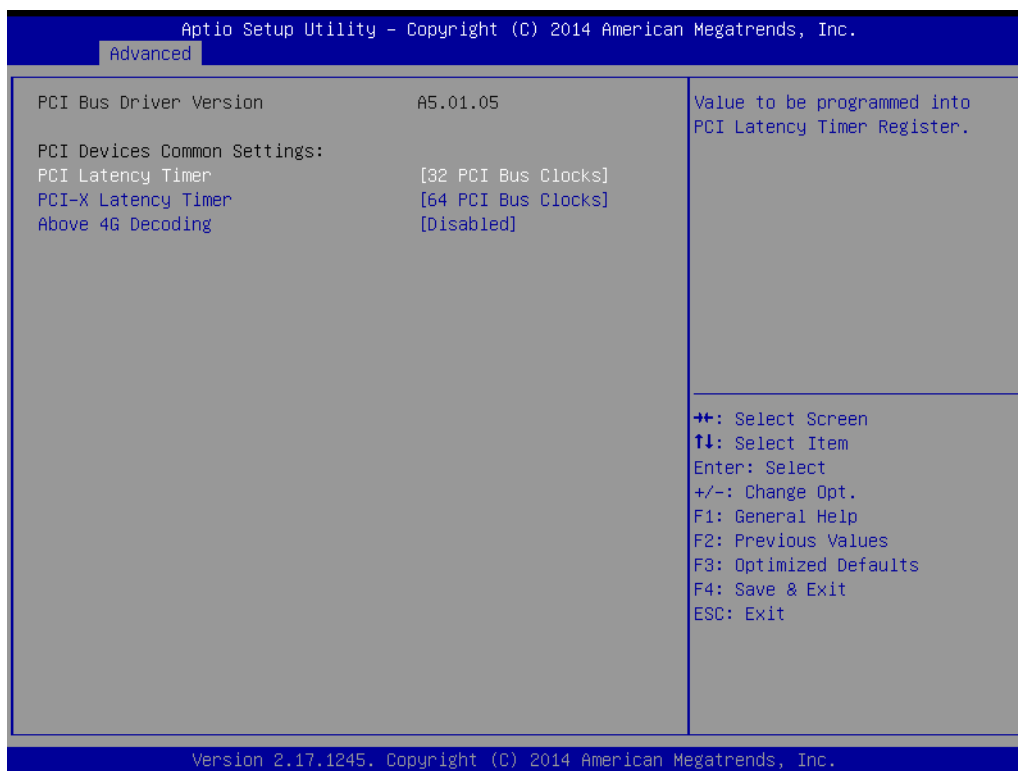 Aptio Setup Utility – Copyright (C) 2014 American Megatrends, Inc.
Advanced
PCI Bus Driver Version A5.01.05
PCI Devices Common Settings:
PCI Latency Timer [32 PCI Bus Clocks]
PCI-X Latency Timer [64 PCI Bus Clocks]
Above 4G Decoding [Disabled]
Value to be programmed into
PCI Latency Timer Register.
→←: Select Screen
↑↓: Select Item
Enter: Select
+/-: Change Opt.
F1: General Help
F2: Previous Values
F3: Optimized Defaults
F4: Save & Exit
ESC: Exit
Version 2.17.1245. Copyright (C) 2014 American Megatrends, Inc.